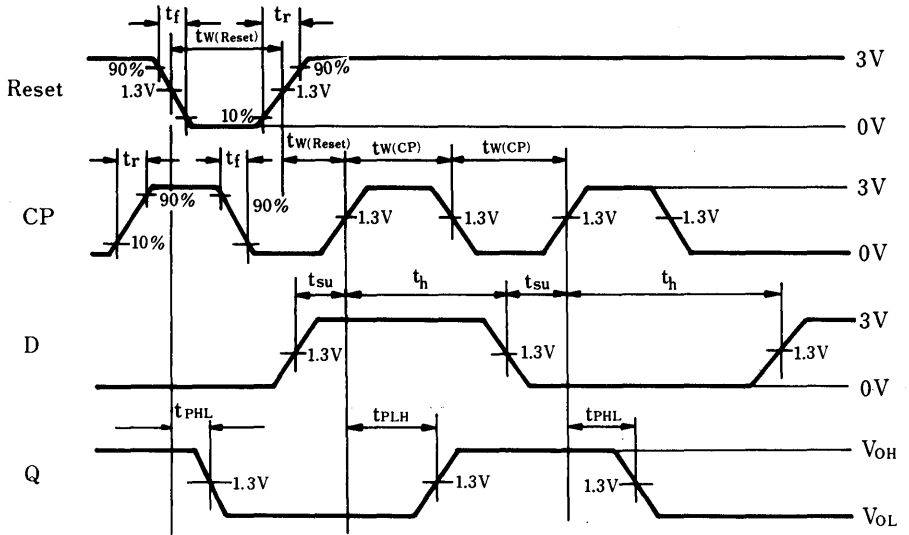 tf tr
tW(Reset)
90% 90% 3V
Reset 1.3V 1.3V
10%
0V
tW(Reset) tW(CP) tW(CP)
tr tf
90% 90% 3V
CP 1.3V 1.3V 1.3V 1.3V
10% 0V
tsu th tsu th
3V
D 1.3V 1.3V 1.3V
0V
tPHL tPLH tPHL
VOH
Q 1.3V 1.3V 1.3V
VOL